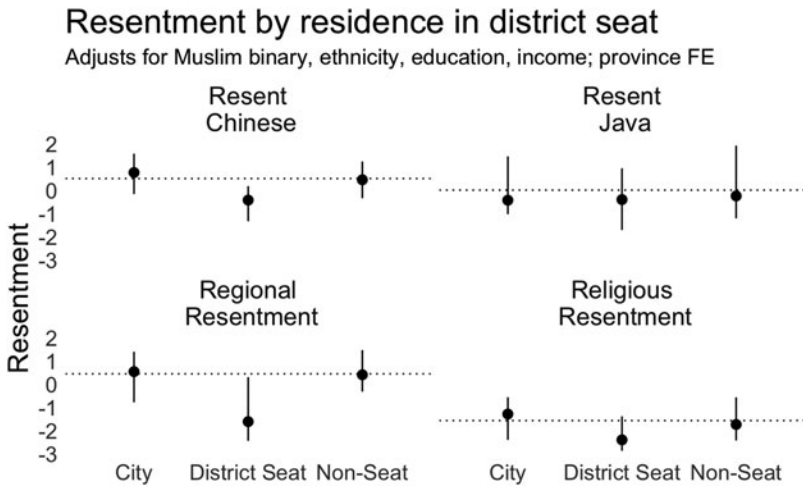 Resentment by residence in district seat
Adjusts for Muslim binary, ethnicity, education, income; province FE
Resent
Chinese
Resent
Java
2
1
0
-1
-2
-3
Resentment
Regional
Resentment
Religious
Resentment
2
1
0
-1
-2
-3
City District Seat Non-Seat
City District Seat Non-Seat